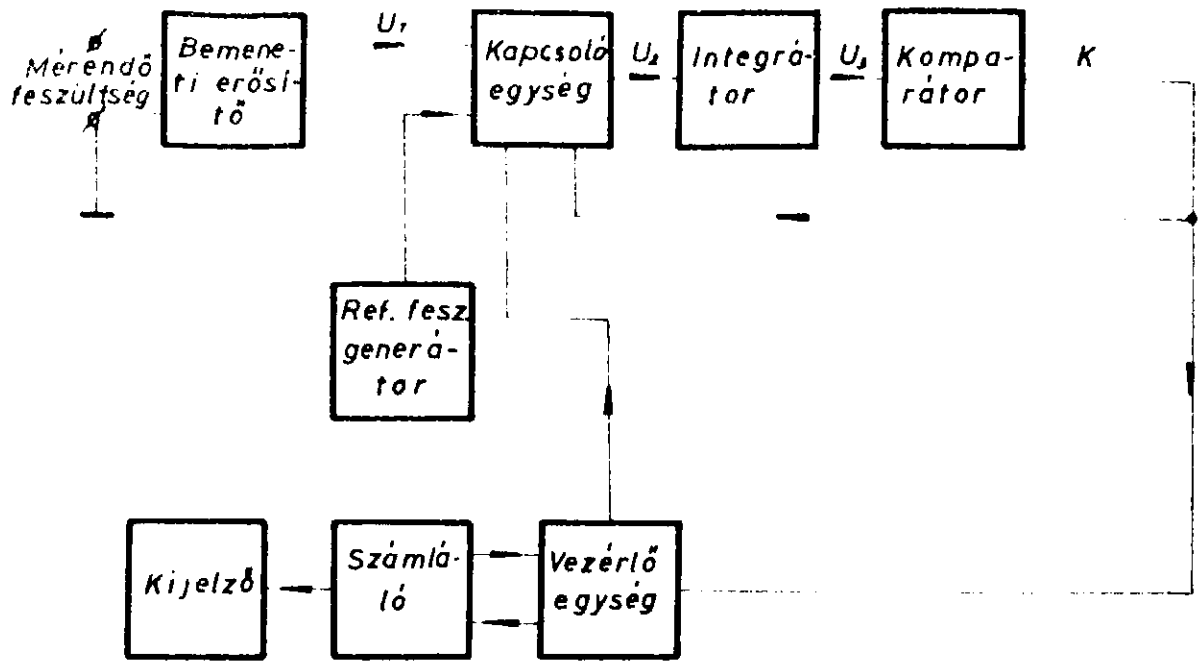 Mérendő
feszültség
Bemene-
ti erősí-
tő
U₁
Kapcsoló
egység
U₂
Integrá-
tor
U₃
Kompa-
rátor
K
Ref. fesz.
generá-
tor
Kijelző
Számlá-
ló
Vezérlő
egység